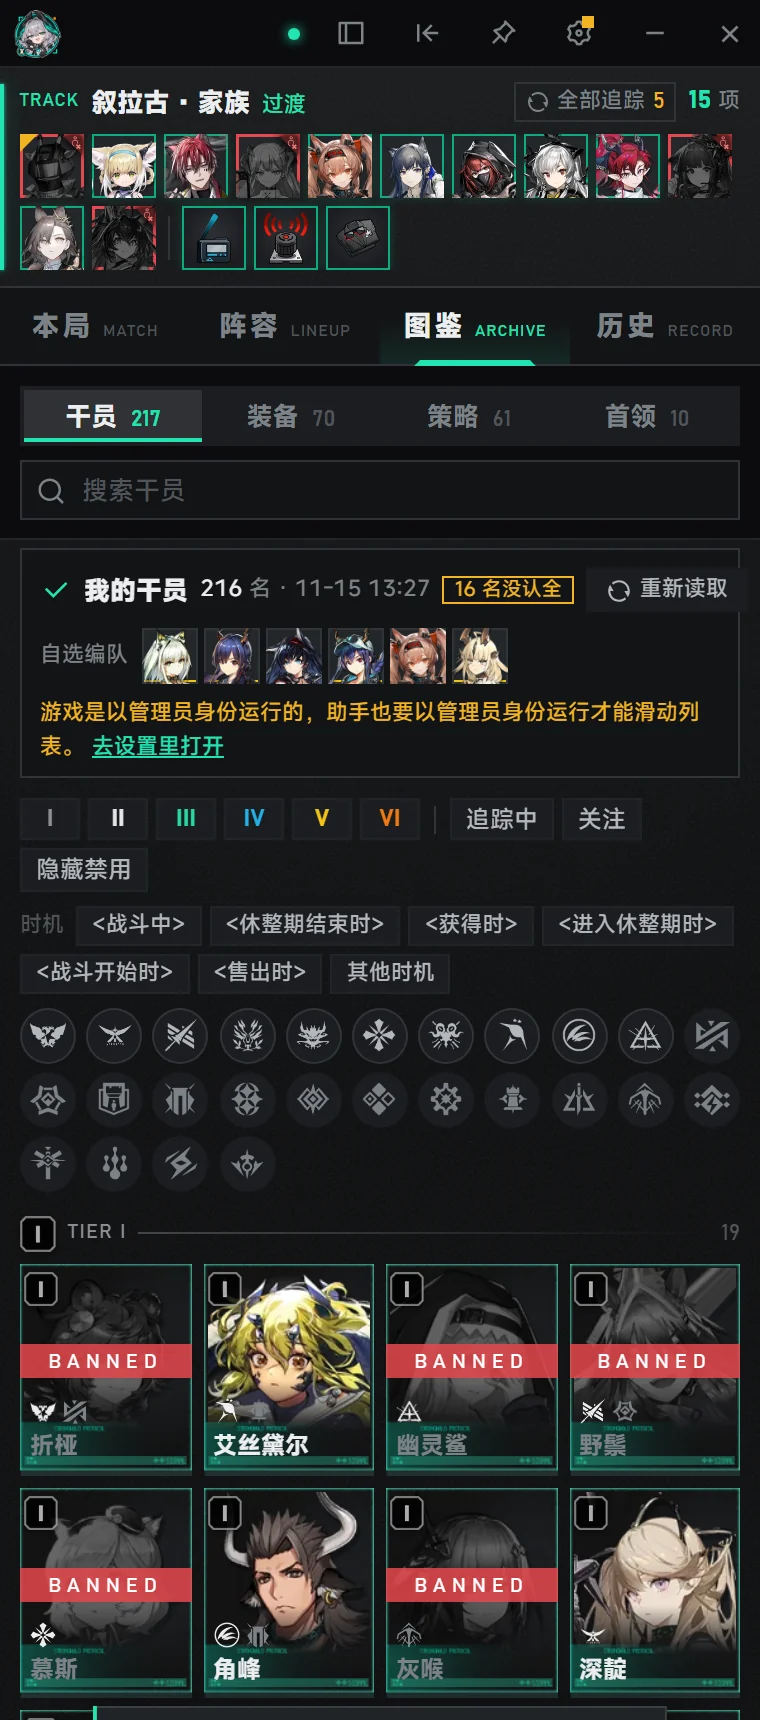 TRACK 叙拉古·家族 过渡 全部追踪 5 15 项
本局 MATCH 阵容 LINEUP 图鉴 ARCHIVE 历史 RECORD
干员 217 装备 70 策略 61 首领 10
搜索干员
我的干员 216 名 · 11-15 13:27 16 名没认全 重新读取
自选编队
游戏是以管理员身份运行的，助手也要以管理员身份运行才能滑动列
表。 去设置里打开
I II III IV V VI 追踪中 关注
隐藏禁用
时机 <战斗中> <休整期结束时> <获得时> <进入休整期时>
<战斗开始时> <售出时> 其他时机
I TIER I 19
I I I I
BANNED BANNED BANNED
折桠 艾丝黛尔 幽灵鲨 野鬃
I I I I
BANNED BANNED
慕斯 角峰 灰喉 深靛